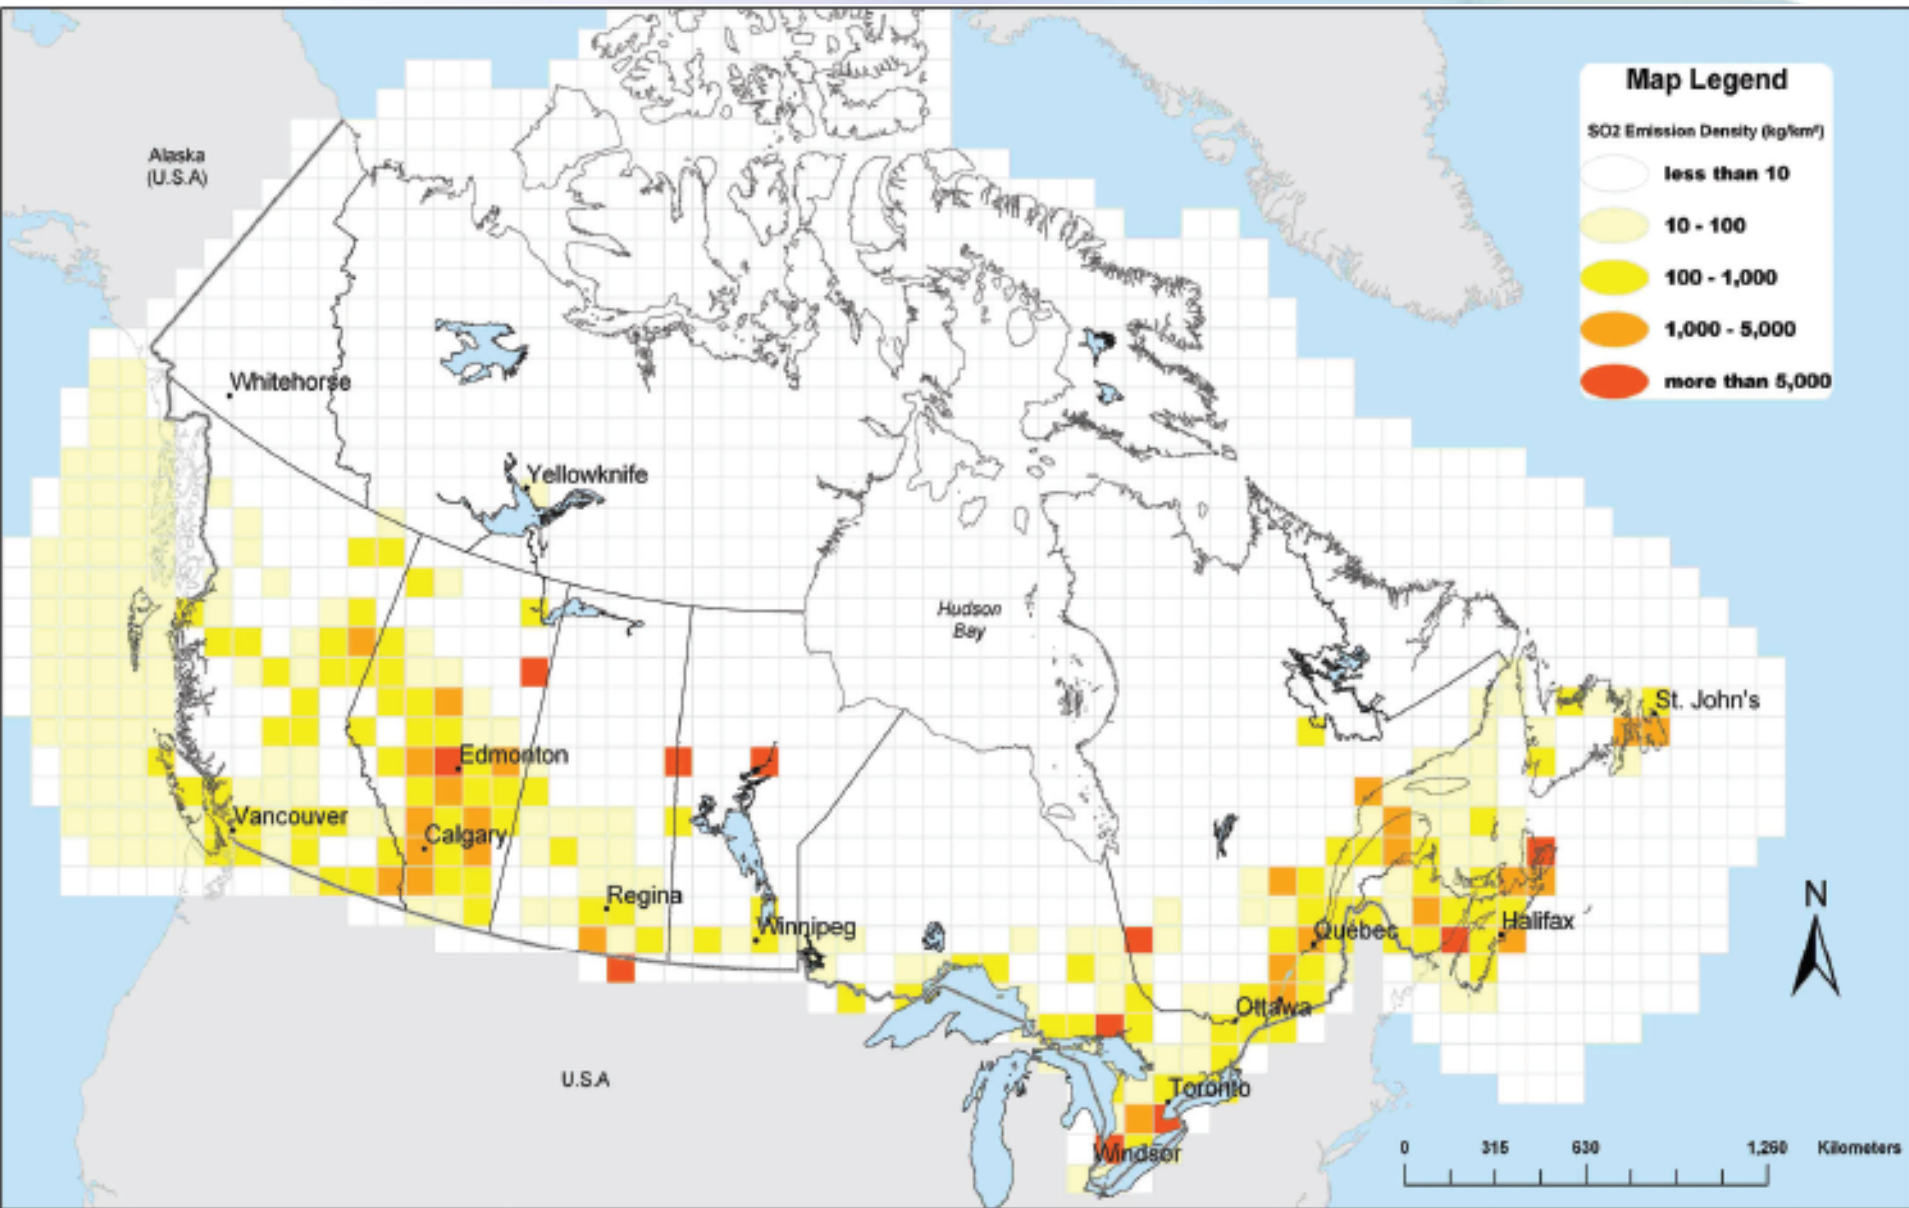 Map Legend
SO2 Emission Density (kg/km²)
less than 10
10 - 100
100 - 1,000
1,000 - 5,000
more than 5,000
Alaska
(U.S.A)
Whitehorse
Yellowknife
Hudson
Bay
St. John's
Edmonton
Vancouver
Calgary
Regina
Winnipeg
Québec
Halifax
N
Ottawa
U.S.A
Toronto
Windsor
0 315 630 1,260 Kilometers